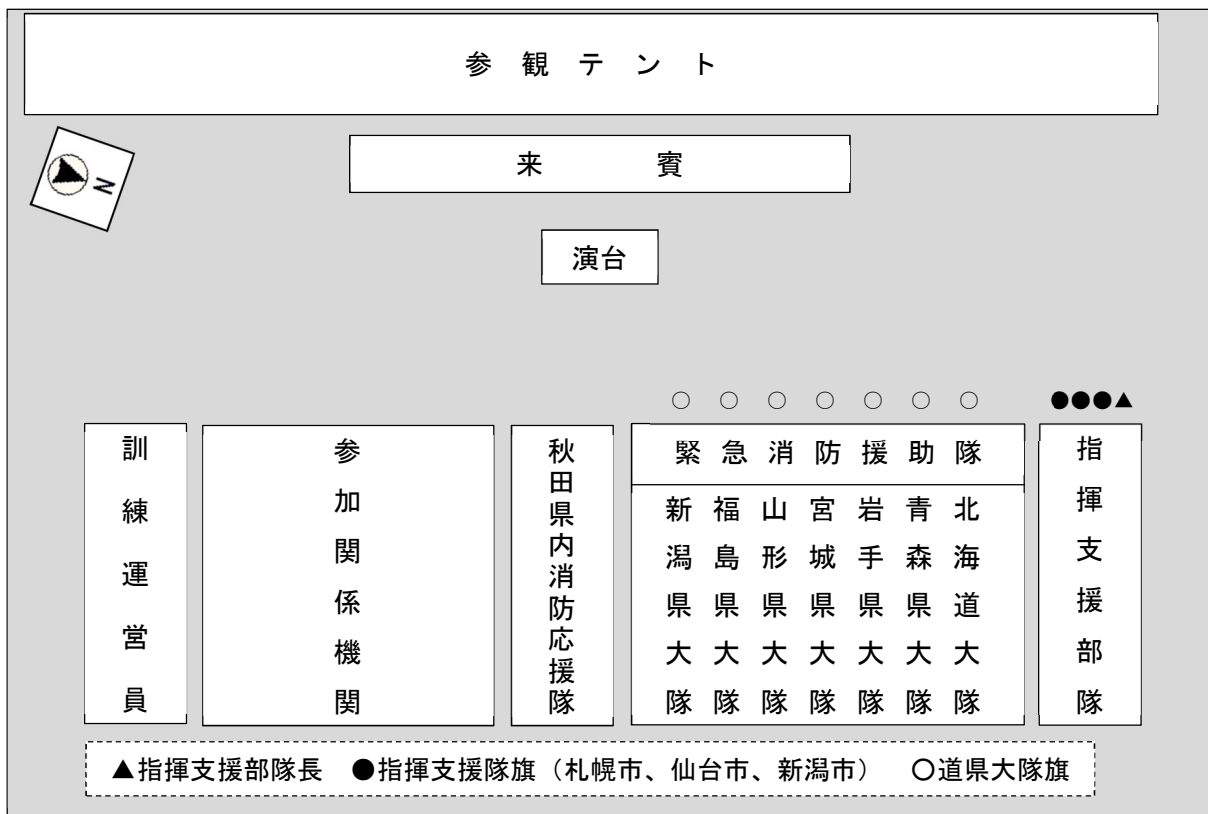 参観テント
N
来賓
演台
○○○○○○○
●●●▲
訓練運営員
参加関係機関
秋田県内消防応援隊
緊急消防援助隊
新潟県大隊
福島県大隊
山形県大隊
宮城県大隊
岩手県大隊
青森県大隊
北海道大隊
指揮支援部隊
▲指揮支援部隊長 ●指揮支援隊旗（札幌市、仙台市、新潟市） ○道県大隊旗